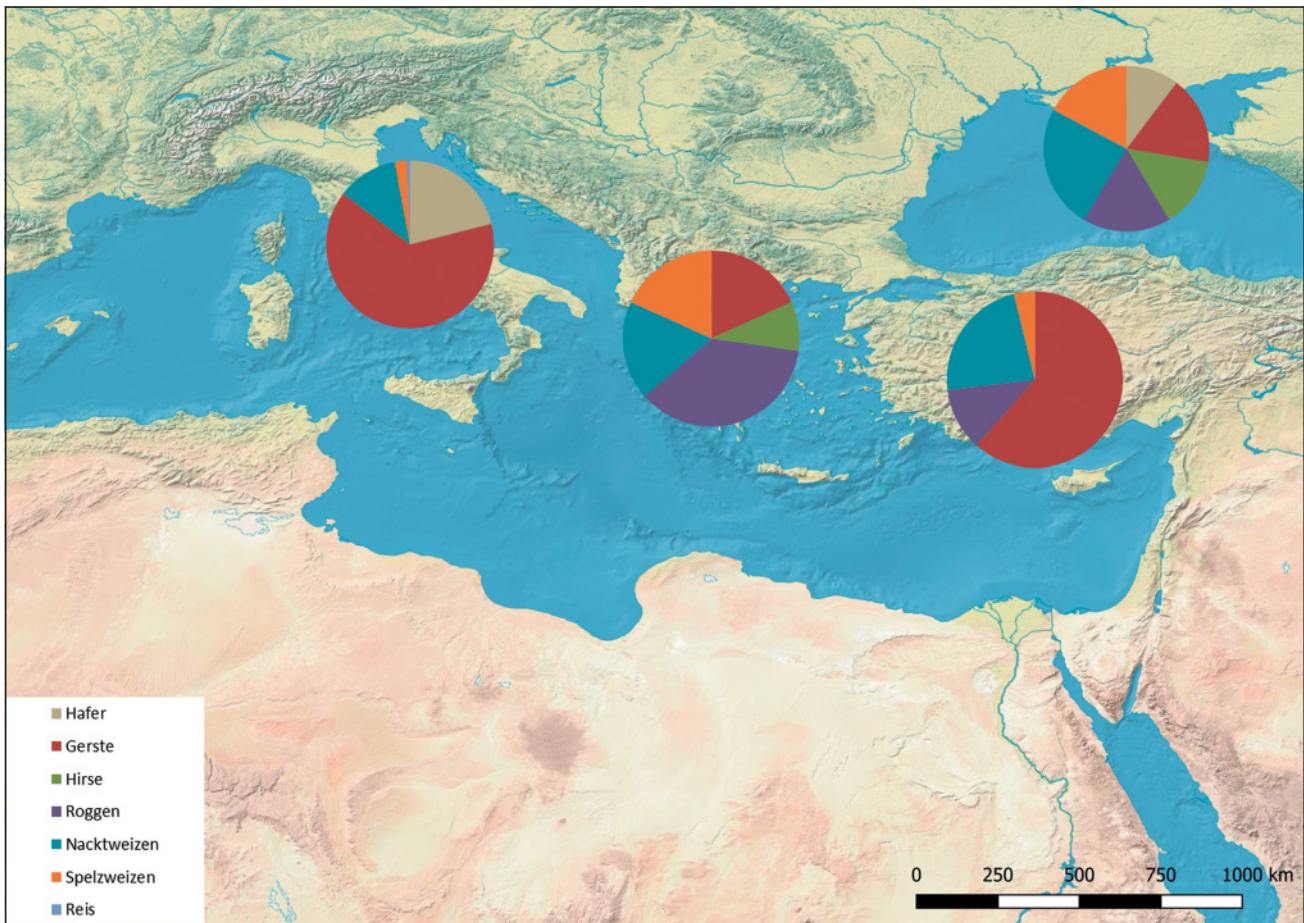 Hafer
Gerste
Hirse
Roggen
Nacktweizen
Spelzweizen
Reis
0 250 500 750 1000 km